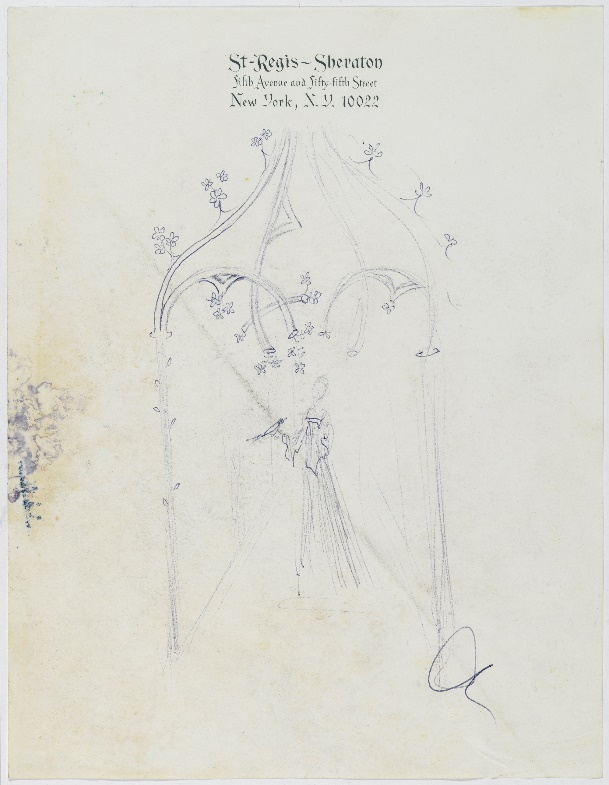 St-Regis~Sheraton
Fifth Avenue and Fifty-fifth Street
New York, N.Y. 10022